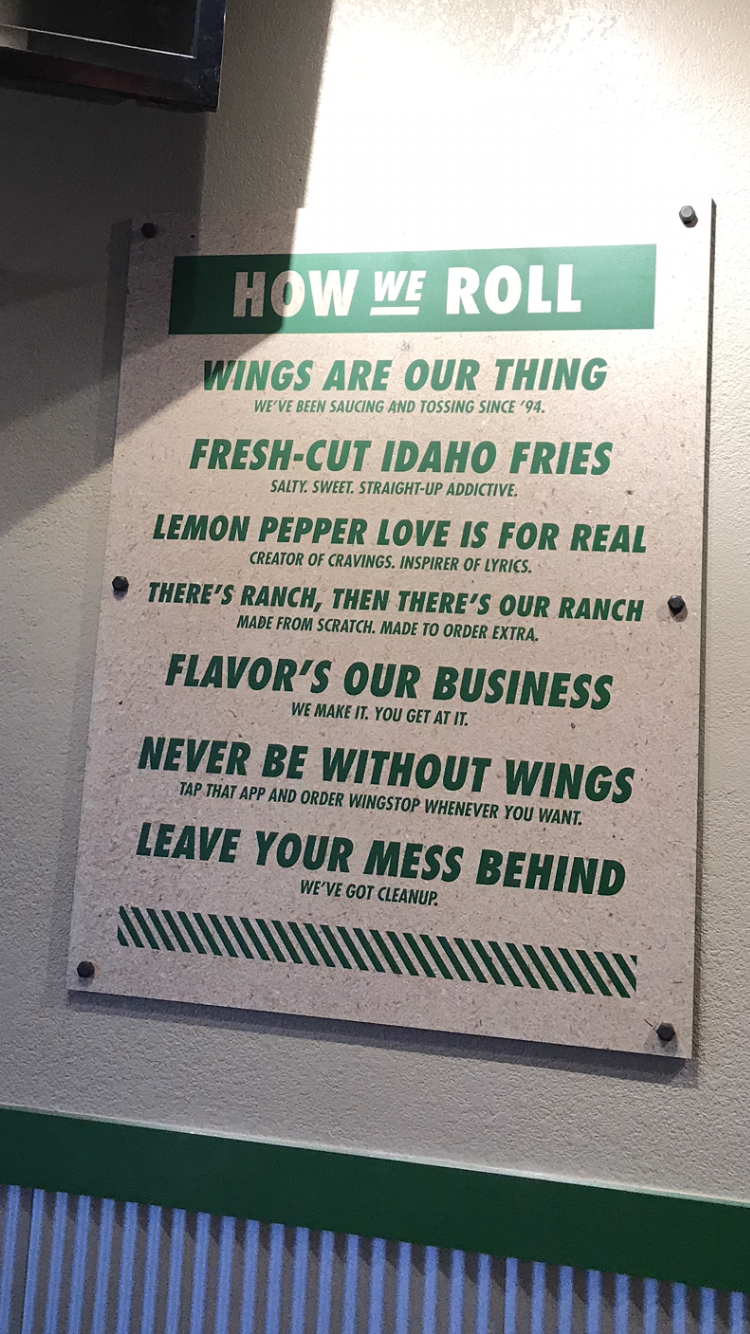 HOW WE ROLL
WINGS ARE OUR THING
WE'VE BEEN SAUCING AND TOSSING SINCE '94.
FRESH-CUT IDAHO FRIES
SALTY. SWEET. STRAIGHT-UP ADDICTIVE.
LEMON PEPPER LOVE IS FOR REAL
CREATOR OF CRAVINGS. INSPIRER OF LYRICS.
THERE'S RANCH, THEN THERE'S OUR RANCH
MADE FROM SCRATCH. MADE TO ORDER EXTRA.
FLAVOR'S OUR BUSINESS
WE MAKE IT. YOU GET AT IT.
NEVER BE WITHOUT WINGS
TAP THAT APP AND ORDER WINGSTOP WHENEVER YOU WANT.
LEAVE YOUR MESS BEHIND
WE'VE GOT CLEANUP.